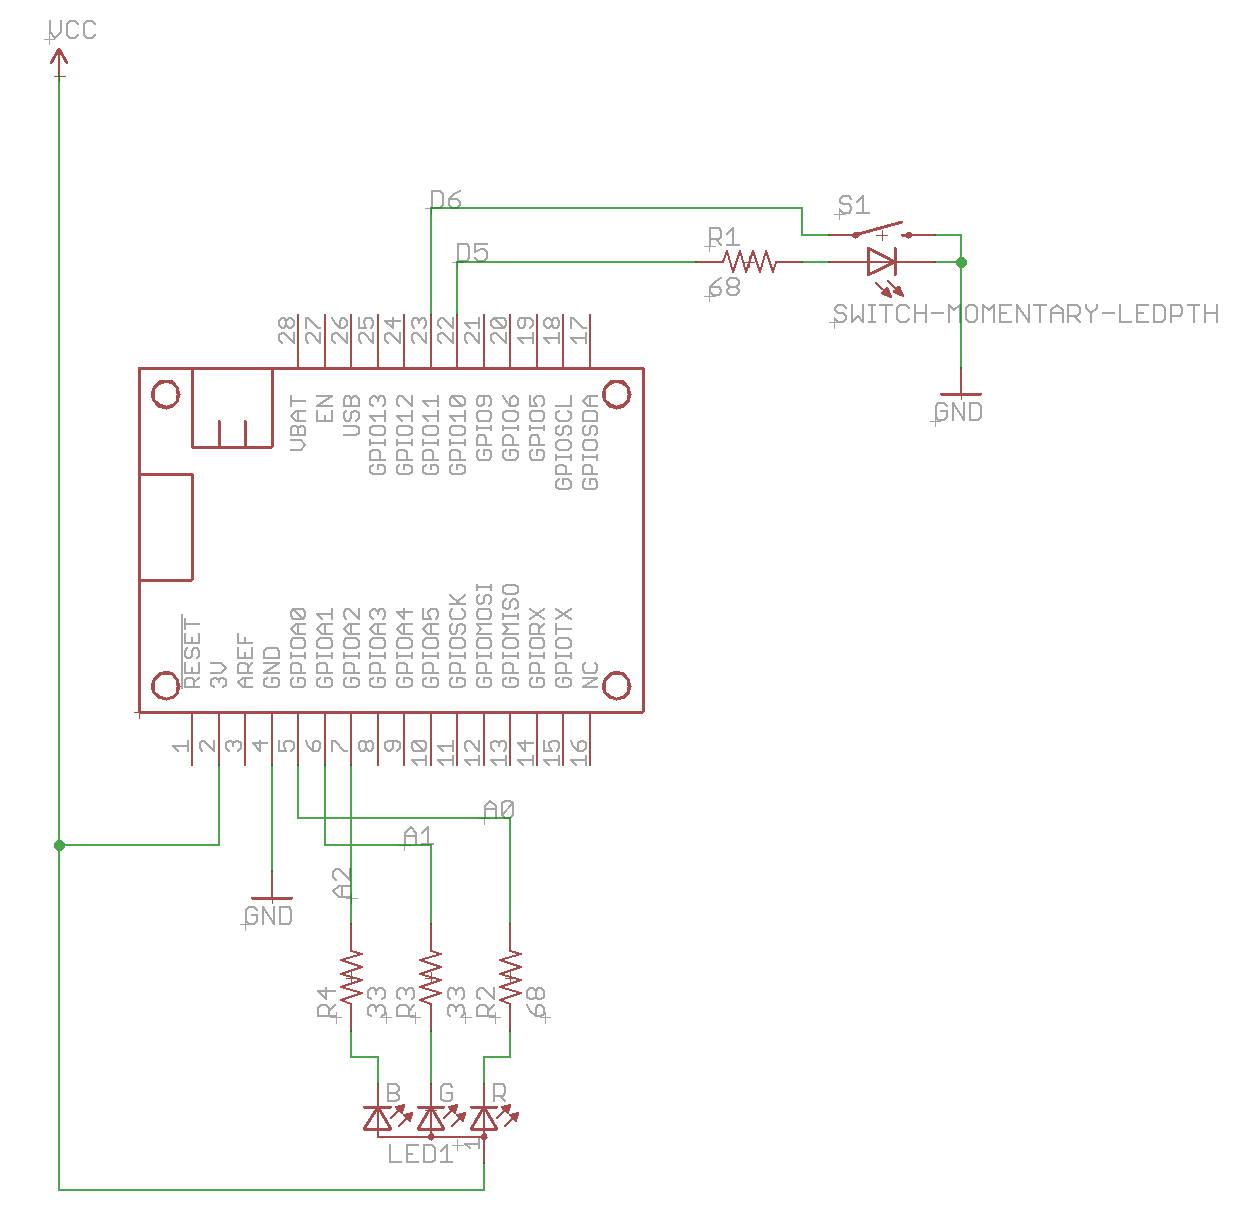 VCC
D6
S1
D5
R1
68
SWITCH-MOMENTARY-LEDPTH
GND
28
27
26
25
24
23
22
21
20
19
18
17
VBAT
EN
USB
GPIO13
GPIO12
GPIO11
GPIO10
GPIO9
GPIO6
GPIO5
GPIOSCL
GPIOSDA
RESET
3V
AREF
GND
GPIOA0
GPIOA1
GPIOA2
GPIOA3
GPIOA4
GPIOA5
GPIOSCK
GPIOMOSI
GPIOMISO
GPIORX
GPIOTX
NC
1
2
3
4
5
6
7
8
9
10
11
12
13
14
15
16
A0
A1
A2
GND
R4
33
R3
33
R2
68
B
G
R
LED1
1